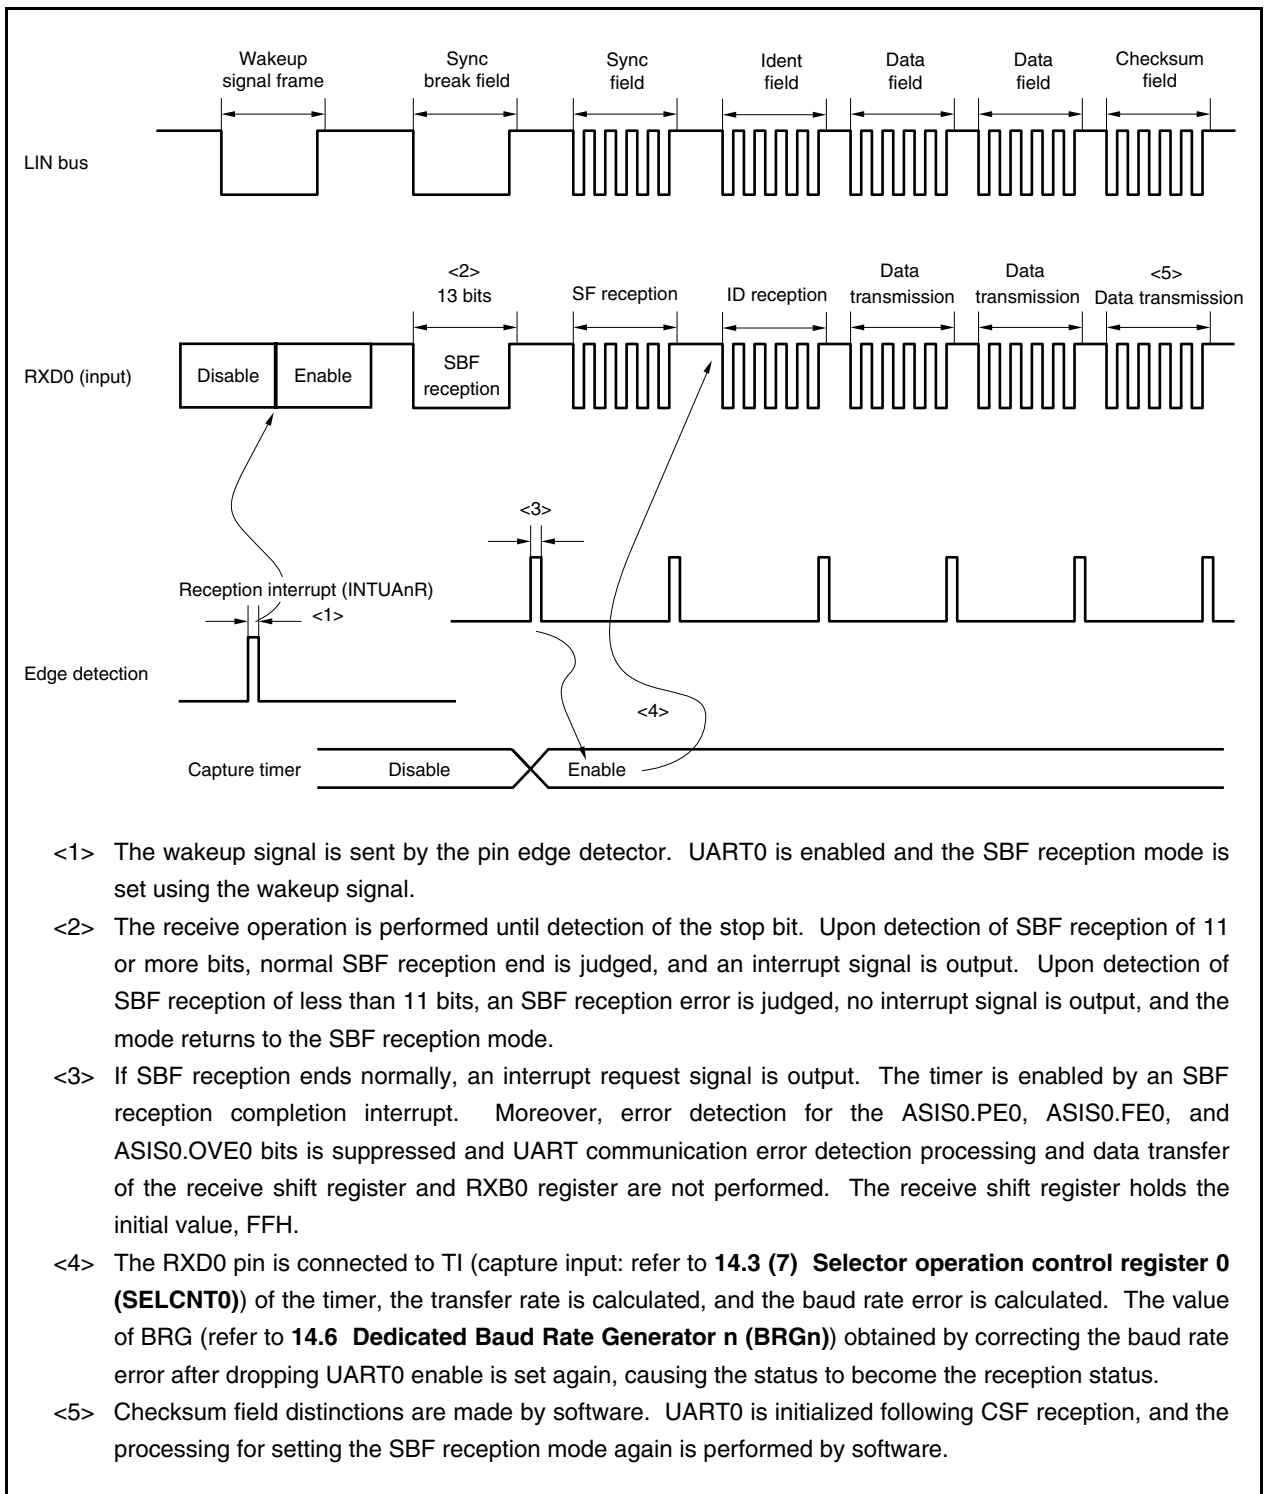 Wakeup
signal frame
Sync
break field
Sync
field
Ident
field
Data
field
Data
field
Checksum
field
LIN bus
<2>
13 bits
SF reception
ID reception
Data
transmission
Data
transmission
<5>
Data transmission
RXD0 (input)
Disable
Enable
SBF
reception
<3>
Reception interrupt (INTUAnR)
<1>
Edge detection
<4>
Capture timer
Disable
Enable
<1> The wakeup signal is sent by the pin edge detector. UART0 is enabled and the SBF reception mode is
set using the wakeup signal.
<2> The receive operation is performed until detection of the stop bit. Upon detection of SBF reception of 11
or more bits, normal SBF reception end is judged, and an interrupt signal is output. Upon detection of
SBF reception of less than 11 bits, an SBF reception error is judged, no interrupt signal is output, and the
mode returns to the SBF reception mode.
<3> If SBF reception ends normally, an interrupt request signal is output. The timer is enabled by an SBF
reception completion interrupt. Moreover, error detection for the ASIS0.PE0, ASIS0.FE0, and
ASIS0.OVE0 bits is suppressed and UART communication error detection processing and data transfer
of the receive shift register and RXB0 register are not performed. The receive shift register holds the
initial value, FFH.
<4> The RXD0 pin is connected to TI (capture input: refer to 14.3 (7) Selector operation control register 0
(SELCNT0)) of the timer, the transfer rate is calculated, and the baud rate error is calculated. The value
of BRG (refer to 14.6 Dedicated Baud Rate Generator n (BRGn)) obtained by correcting the baud rate
error after dropping UART0 enable is set again, causing the status to become the reception status.
<5> Checksum field distinctions are made by software. UART0 is initialized following CSF reception, and the
processing for setting the SBF reception mode again is performed by software.